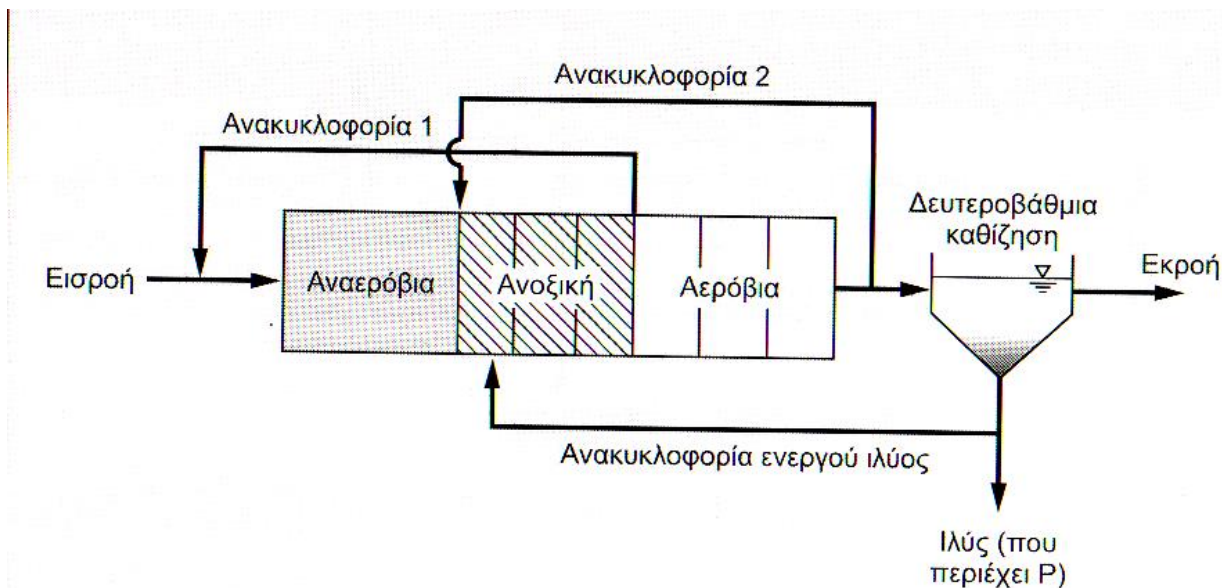 Ανακυκλοφορία 2
Ανακυκλοφορία 1
Δευτεροβάθμια
καθίζηση
Εισροή
Αναερόβια
Ανοξική
Αερόβια
Εκροή
Ανακυκλοφορία ενεργού ιλύος
Ιλύς (που
περιέχει P)